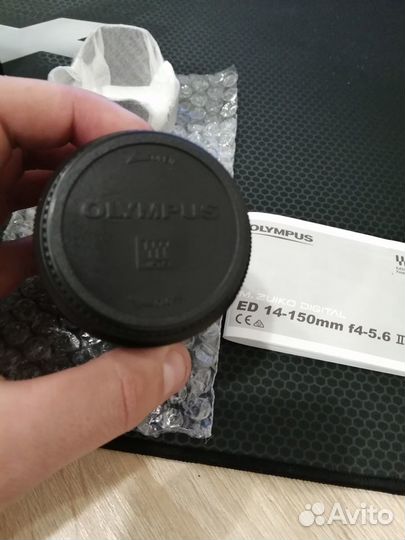 OLYMPUS
OLYMPUS
M. ZUIKO DIGITAL
ED 14-150mm f4-5.6 II
CE
Avito